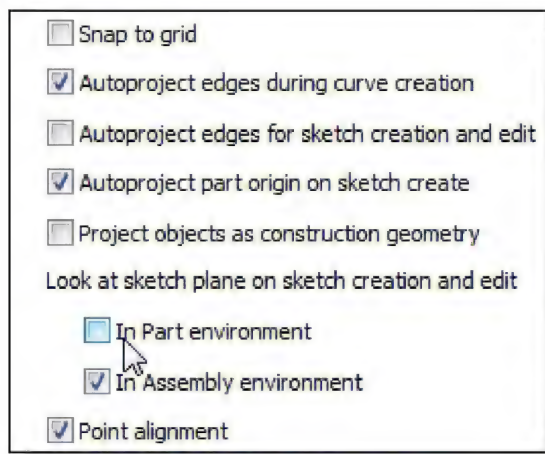 Snap to grid
Autoproject edges during curve creation
Autoproject edges for sketch creation and edit
Autoproject part origin on sketch create
Project objects as construction geometry
Look at sketch plane on sketch creation and edit
In Part environment
In Assembly environment
Point alignment